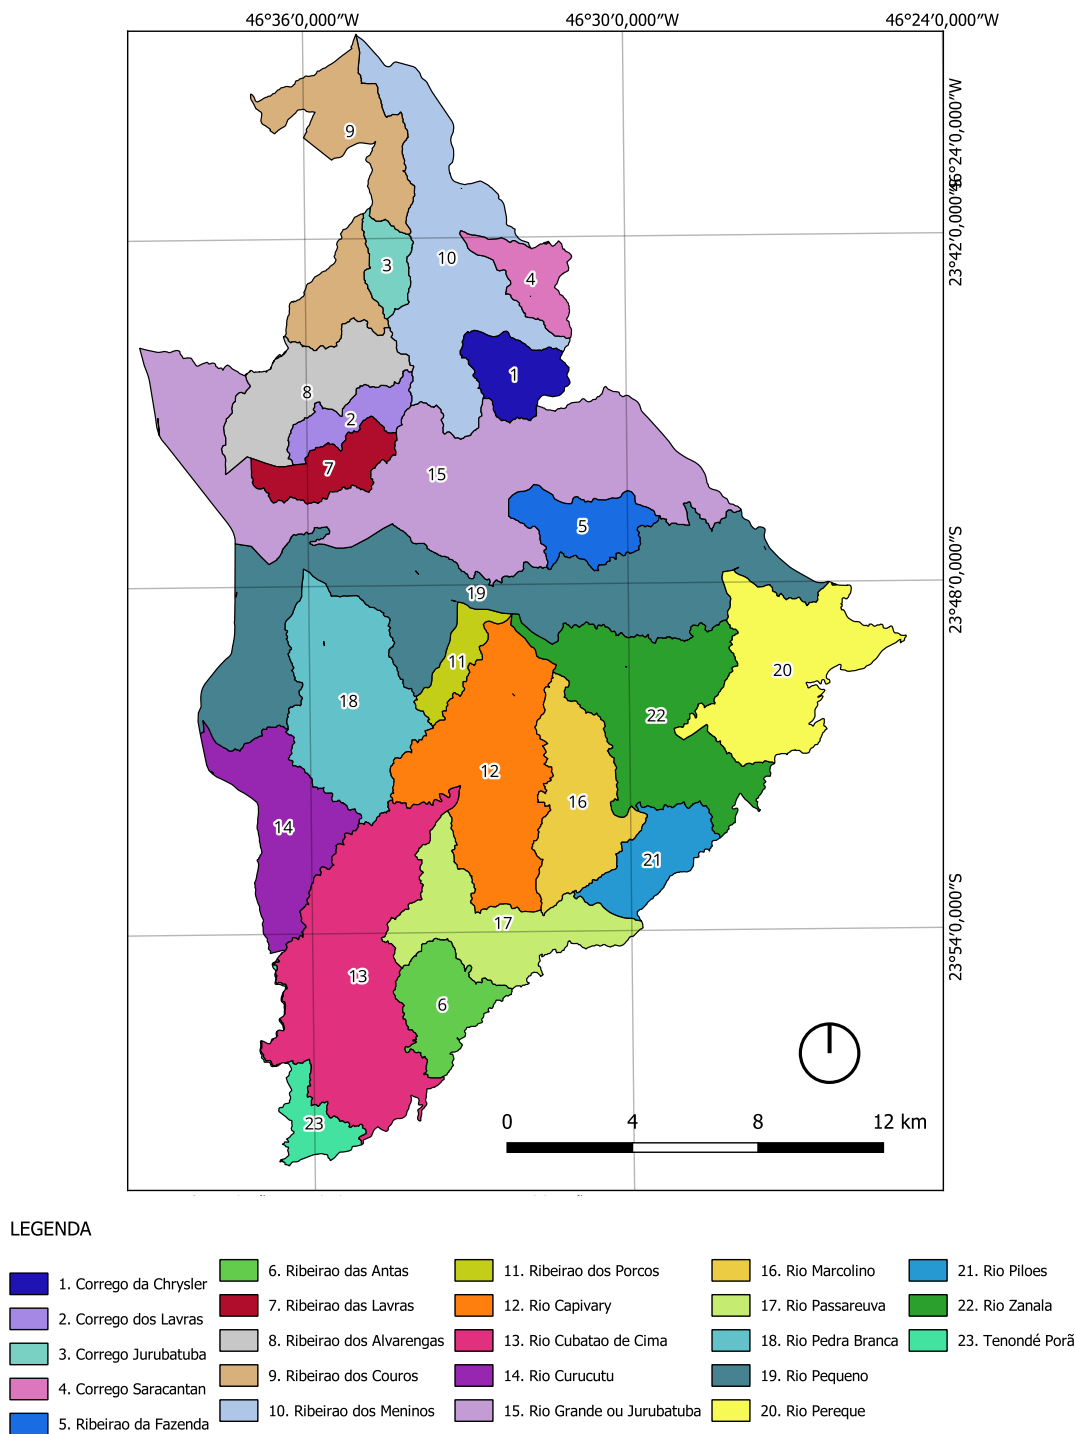 46°36′0,000″W 46°30′0,000″W 46°24′0,000″W
23°42′0,000″S
23°48′0,000″S
23°54′0,000″S
9
10
3
4
1
8
2
7
15
5
19
11
20
18
22
12
16
14
21
17
13
6
23
0 4 8 12 km
LEGENDA
1. Corrego da Chrysler
2. Corrego dos Lavras
3. Corrego Jurubatuba
4. Corrego Saracantan
5. Ribeirao da Fazenda
6. Ribeirao das Antas
7. Ribeirao das Lavras
8. Ribeirao dos Alvarengas
9. Ribeirao dos Couros
10. Ribeirao dos Meninos
11. Ribeirao dos Porcos
12. Rio Capivary
13. Rio Cubatao de Cima
14. Rio Curucutu
15. Rio Grande ou Jurubatuba
16. Rio Marcolino
17. Rio Passareuva
18. Rio Pedra Branca
19. Rio Pequeno
20. Rio Pereque
21. Rio Piloes
22. Rio Zanala
23. Tenondé Porã